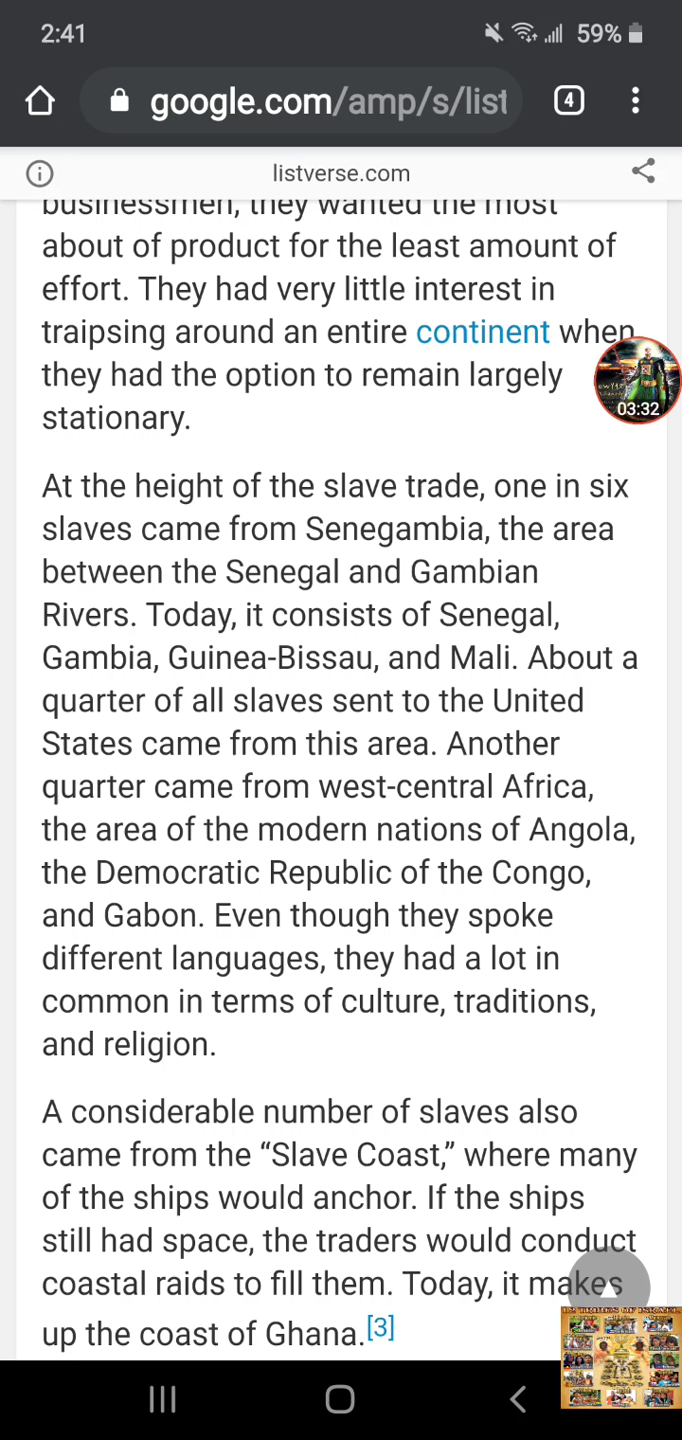 2:41
59%
google.com/amp/s/list
4
listverse.com
businessmen, they wanted the most
about of product for the least amount of
effort. They had very little interest in
traipsing around an entire continent when
they had the option to remain largely
stationary.
03:32
At the height of the slave trade, one in six
slaves came from Senegambia, the area
between the Senegal and Gambian
Rivers. Today, it consists of Senegal,
Gambia, Guinea-Bissau, and Mali. About a
quarter of all slaves sent to the United
States came from this area. Another
quarter came from west-central Africa,
the area of the modern nations of Angola,
the Democratic Republic of the Congo,
and Gabon. Even though they spoke
different languages, they had a lot in
common in terms of culture, traditions,
and religion.
A considerable number of slaves also
came from the “Slave Coast,” where many
of the ships would anchor. If the ships
still had space, the traders would conduct
coastal raids to fill them. Today, it makes
up the coast of Ghana.[3]
12 TRIBES OF ISRAEL